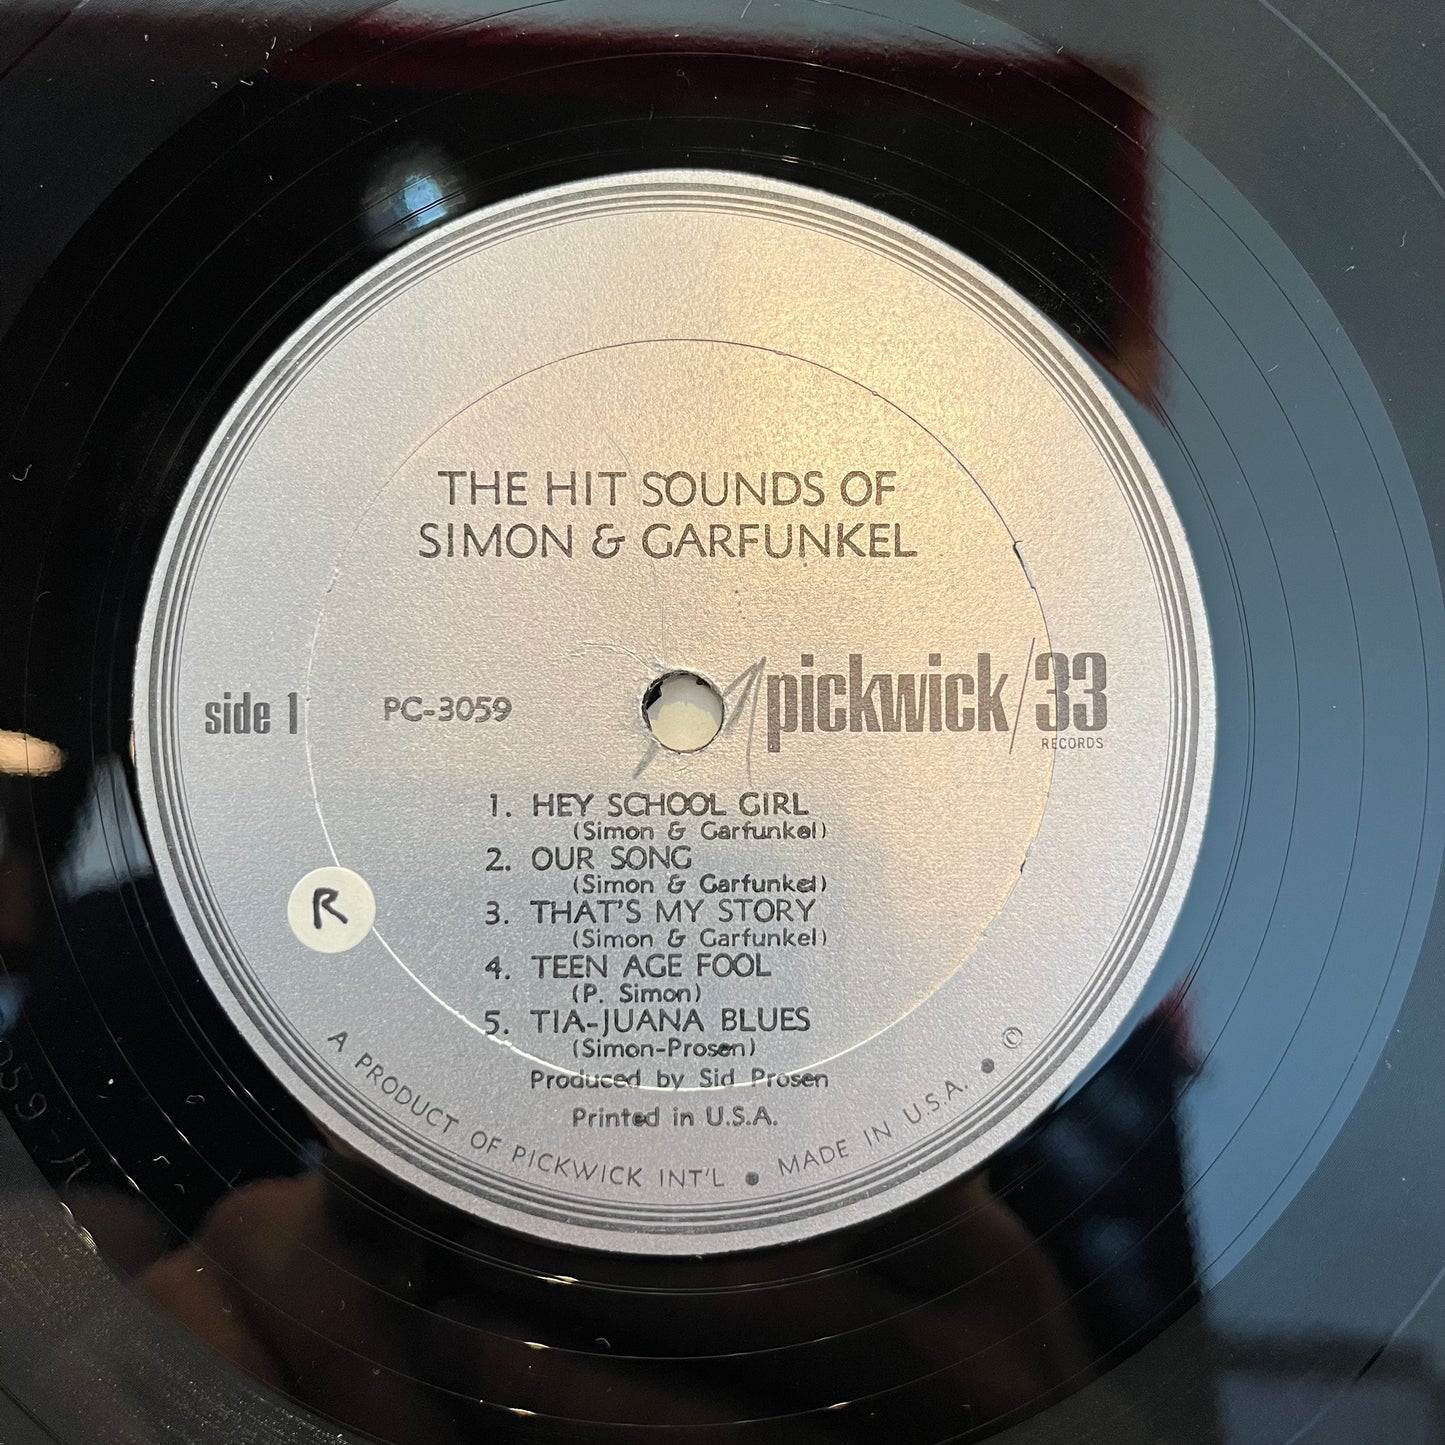 THE HIT SOUNDS OF
SIMON & GARFUNKEL
side 1
PC-3059
pickwick/33
RECORDS
1. HEY SCHOOL GIRL
(Simon & Garfunkel)
2. OUR SONG
(Simon & Garfunkel)
3. THAT'S MY STORY
(Simon & Garfunkel)
4. TEEN AGE FOOL
(P. Simon)
5. TIA-JUANA BLUES
(Simon-Prosen)
Produced by Sid Prosen
Printed in U.S.A.
R
A PRODUCT OF PICKWICK INT'L • MADE IN U.S.A. • ©